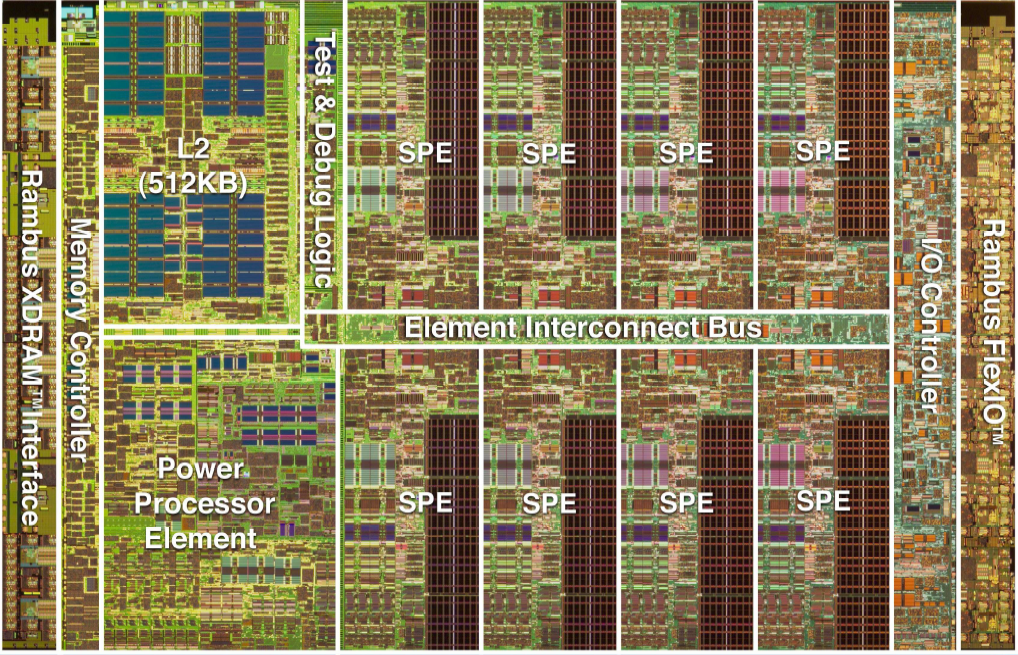 Rambus XDRAM™ Interface
Memory Controller
L2
(512KB)
Test & Debug Logic
SPE
SPE
SPE
SPE
Element Interconnect Bus
Power
Processor
Element
SPE
SPE
SPE
SPE
I/O Controller
Rambus FlexIO™